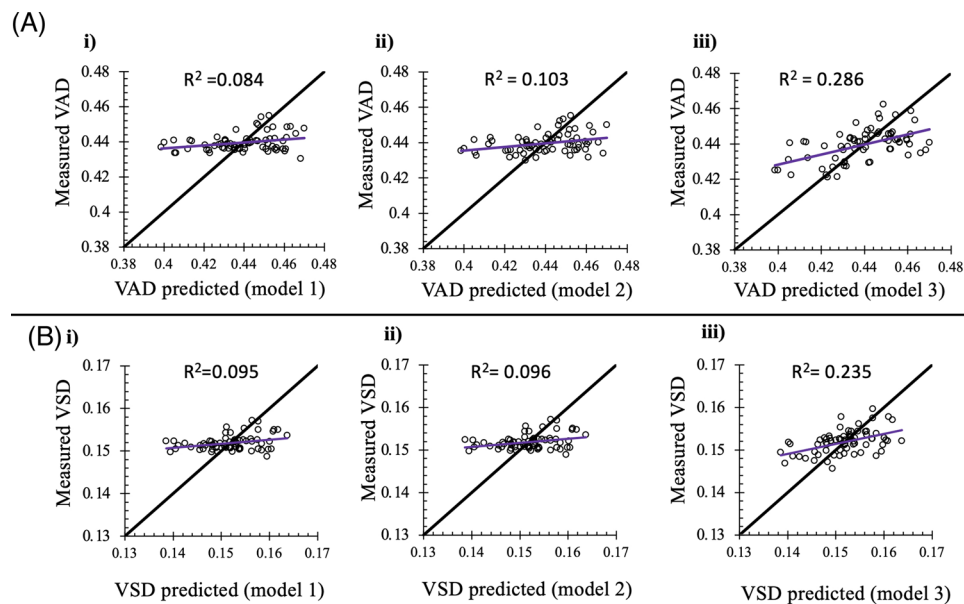 (A)
i)
R² =0.084
Measured VAD
0.48
0.46
0.44
0.42
0.4
0.38
0.38 0.4 0.42 0.44 0.46 0.48
VAD predicted (model 1)
ii)
R² = 0.103
Measured VAD
0.48
0.46
0.44
0.42
0.4
0.38
0.38 0.4 0.42 0.44 0.46 0.48
VAD predicted (model 2)
iii)
R² = 0.286
Measured VAD
0.48
0.46
0.44
0.42
0.4
0.38
0.38 0.4 0.42 0.44 0.46 0.48
VAD predicted (model 3)
(B) i)
R²=0.095
Measured VSD
0.17
0.16
0.15
0.14
0.13
0.13 0.14 0.15 0.16 0.17
VSD predicted (model 1)
ii)
R²= 0.096
Measured VSD
0.17
0.16
0.15
0.14
0.13
0.13 0.14 0.15 0.16 0.17
VSD predicted (model 2)
iii)
R²= 0.235
Measured VSD
0.17
0.16
0.15
0.14
0.13
0.13 0.14 0.15 0.16 0.17
VSD predicted (model 3)